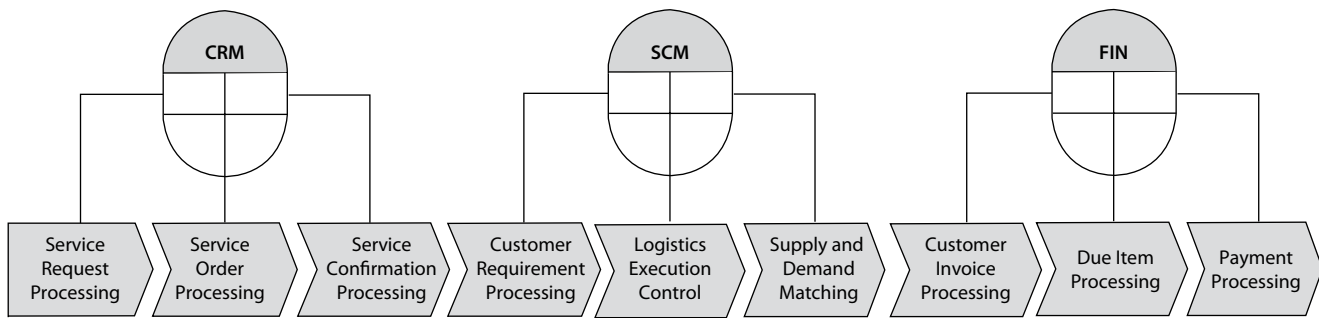 CRM
SCM
FIN
Service
Request
Processing
Service
Order
Processing
Service
Confirmation
Processing
Customer
Requirement
Processing
Logistics
Execution
Control
Supply and
Demand
Matching
Customer
Invoice
Processing
Due Item
Processing
Payment
Processing